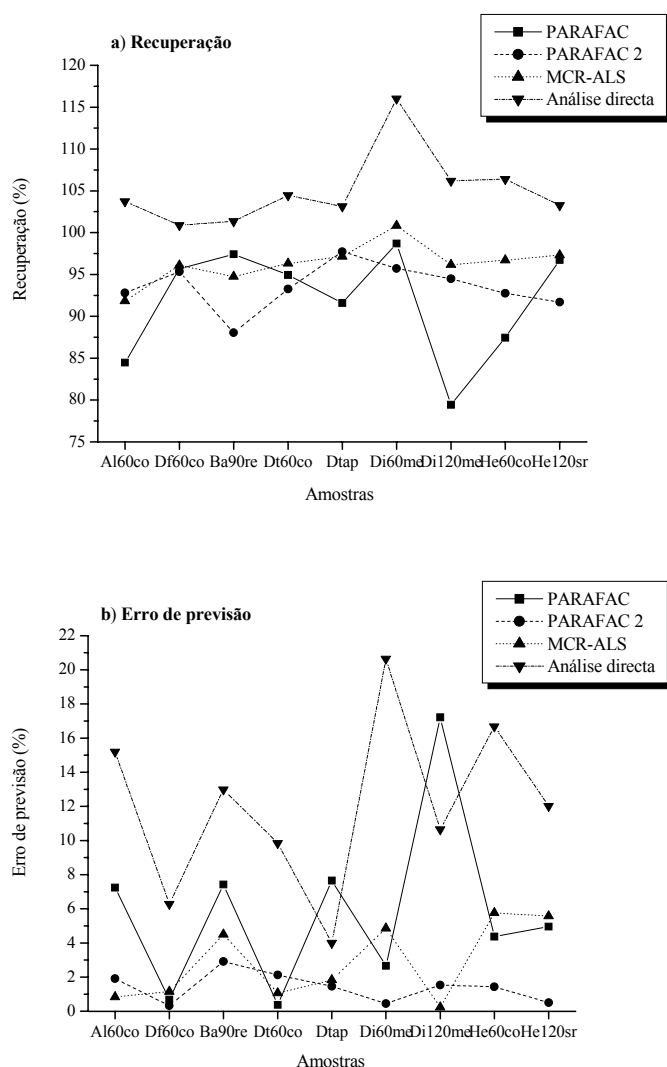 a) Recuperação
PARAFAC
PARAFAC 2
MCR-ALS
Análise directa
120
115
110
105
100
95
90
85
80
75
Recuperação (%)
Al60co Df60co Ba90re Dt60co Dtap Di60me Di120me He60co He120sr
Amostras
b) Erro de previsão
PARAFAC
PARAFAC 2
MCR-ALS
Análise directa
22
20
18
16
14
12
10
8
6
4
2
0
Erro de previsão (%)
Al60co Df60co Ba90re Dt60co Dtap Di60me Di120me He60co He120sr
Amostras